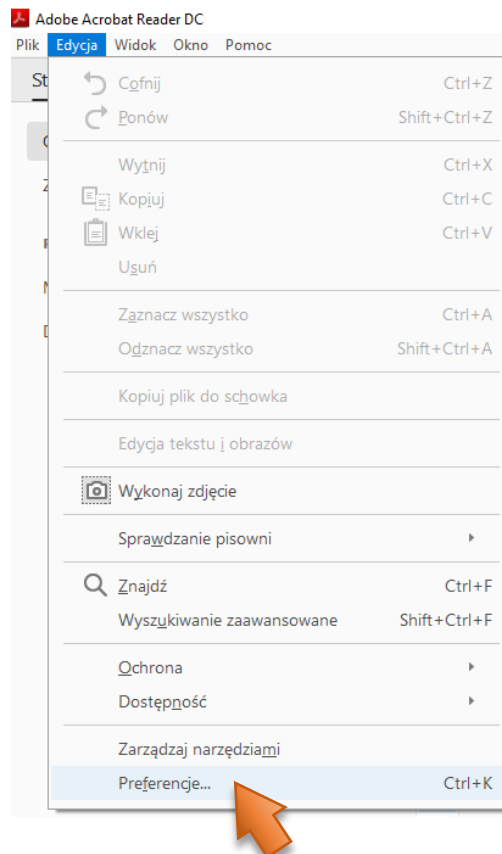 Adobe Acrobat Reader DC
Plik Edycja Widok Okno Pomoc
St
Cofnij Ctrl+Z
Ponów Shift+Ctrl+Z
Wytnij Ctrl+X
Kopiuj Ctrl+C
Wklej Ctrl+V
Usuń
Zaznacz wszystko Ctrl+A
Odznacz wszystko Shift+Ctrl+A
Kopiuj plik do schowka
Edycja tekstu i obrazów
Wykonaj zdjęcie
Sprawdzanie pisowni
Znajdź Ctrl+F
Wyszukiwanie zaawansowane Shift+Ctrl+F
Ochrona
Dostępność
Zarządzaj narzędziami
Preferencje... Ctrl+K